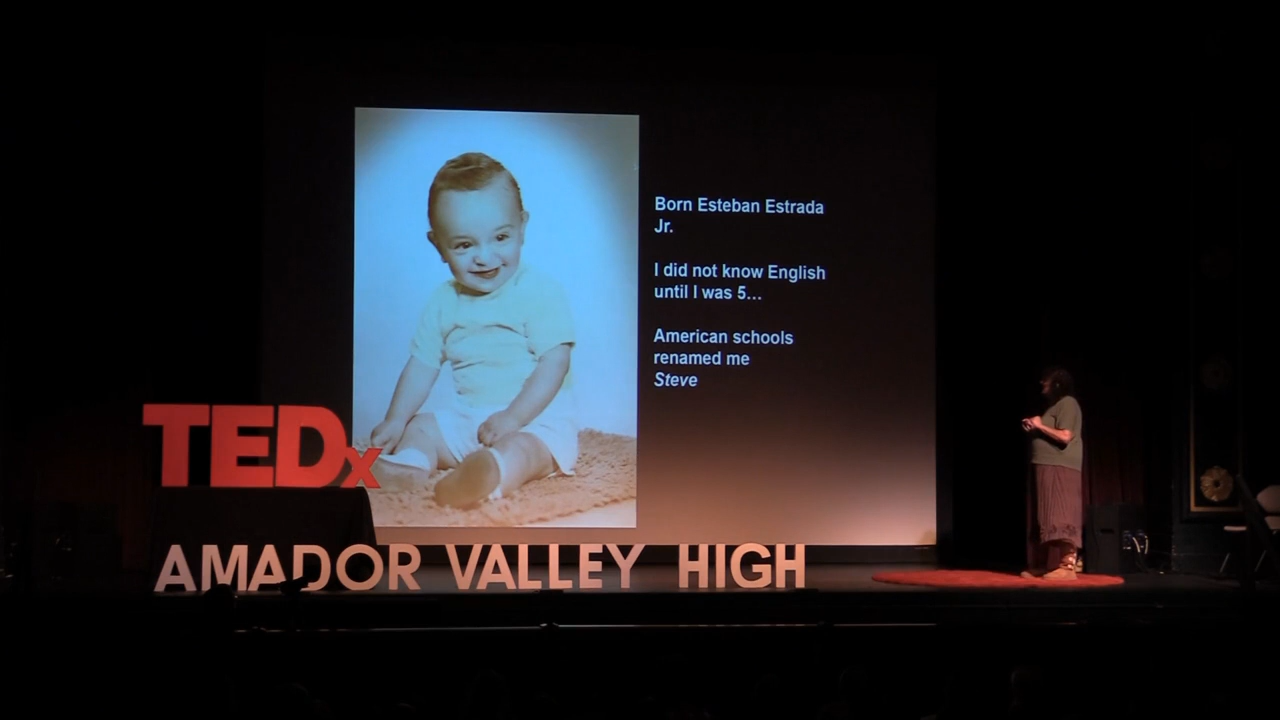 Born Esteban Estrada
Jr.
I did not know English
until I was 5...
American schools
renamed me
Steve
TEDx
AMADOR VALLEY HIGH